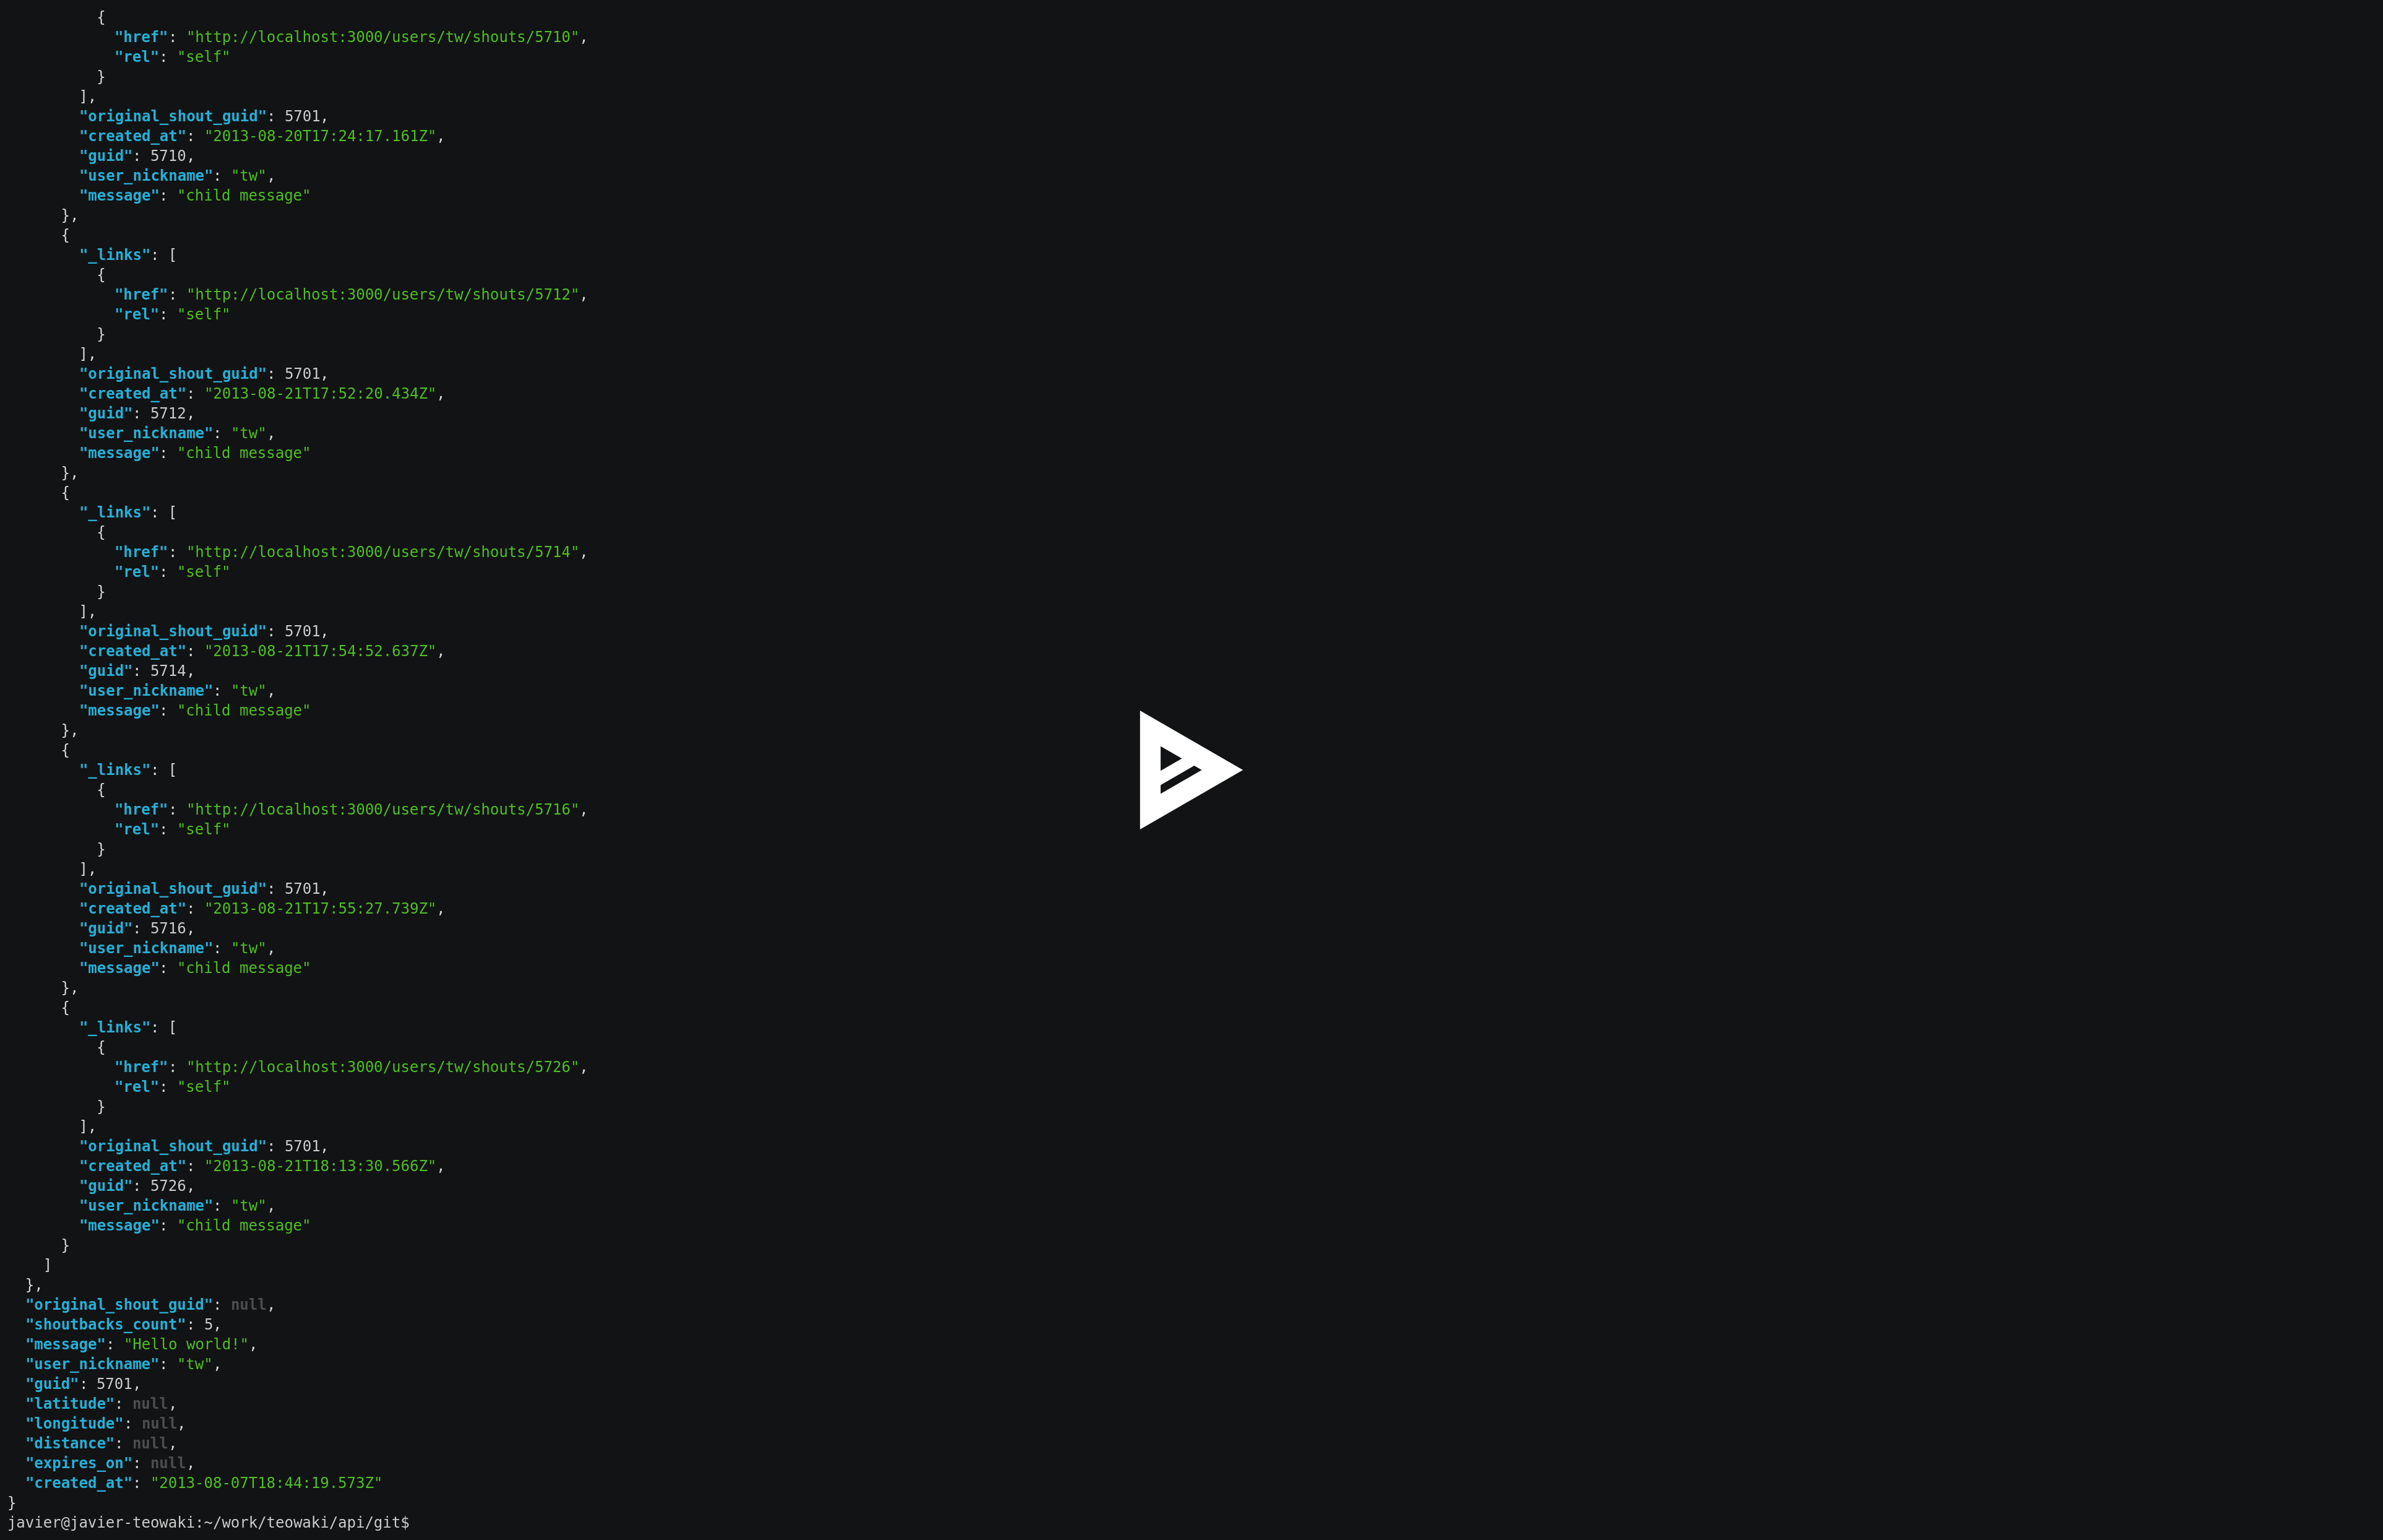 {
            "href": "http://localhost:3000/users/tw/shouts/5710",
            "rel": "self"
          }
        ],
        "original_shout_guid": 5701,
        "created_at": "2013-08-20T17:24:17.161Z",
        "guid": 5710,
        "user_nickname": "tw",
        "message": "child message"
      },
      {
        "_links": [
          {
            "href": "http://localhost:3000/users/tw/shouts/5712",
            "rel": "self"
          }
        ],
        "original_shout_guid": 5701,
        "created_at": "2013-08-21T17:52:20.434Z",
        "guid": 5712,
        "user_nickname": "tw",
        "message": "child message"
      },
      {
        "_links": [
          {
            "href": "http://localhost:3000/users/tw/shouts/5714",
            "rel": "self"
          }
        ],
        "original_shout_guid": 5701,
        "created_at": "2013-08-21T17:54:52.637Z",
        "guid": 5714,
        "user_nickname": "tw",
        "message": "child message"
      },
      {
        "_links": [
          {
            "href": "http://localhost:3000/users/tw/shouts/5716",
            "rel": "self"
          }
        ],
        "original_shout_guid": 5701,
        "created_at": "2013-08-21T17:55:27.739Z",
        "guid": 5716,
        "user_nickname": "tw",
        "message": "child message"
      },
      {
        "_links": [
          {
            "href": "http://localhost:3000/users/tw/shouts/5726",
            "rel": "self"
          }
        ],
        "original_shout_guid": 5701,
        "created_at": "2013-08-21T18:13:30.566Z",
        "guid": 5726,
        "user_nickname": "tw",
        "message": "child message"
      }
    ]
  },
  "original_shout_guid": null,
  "shoutbacks_count": 5,
  "message": "Hello world!",
  "user_nickname": "tw",
  "guid": 5701,
  "latitude": null,
  "longitude": null,
  "distance": null,
  "expires_on": null,
  "created_at": "2013-08-07T18:44:19.573Z"
}
javier@javier-teowaki:~/work/teowaki/api/git$